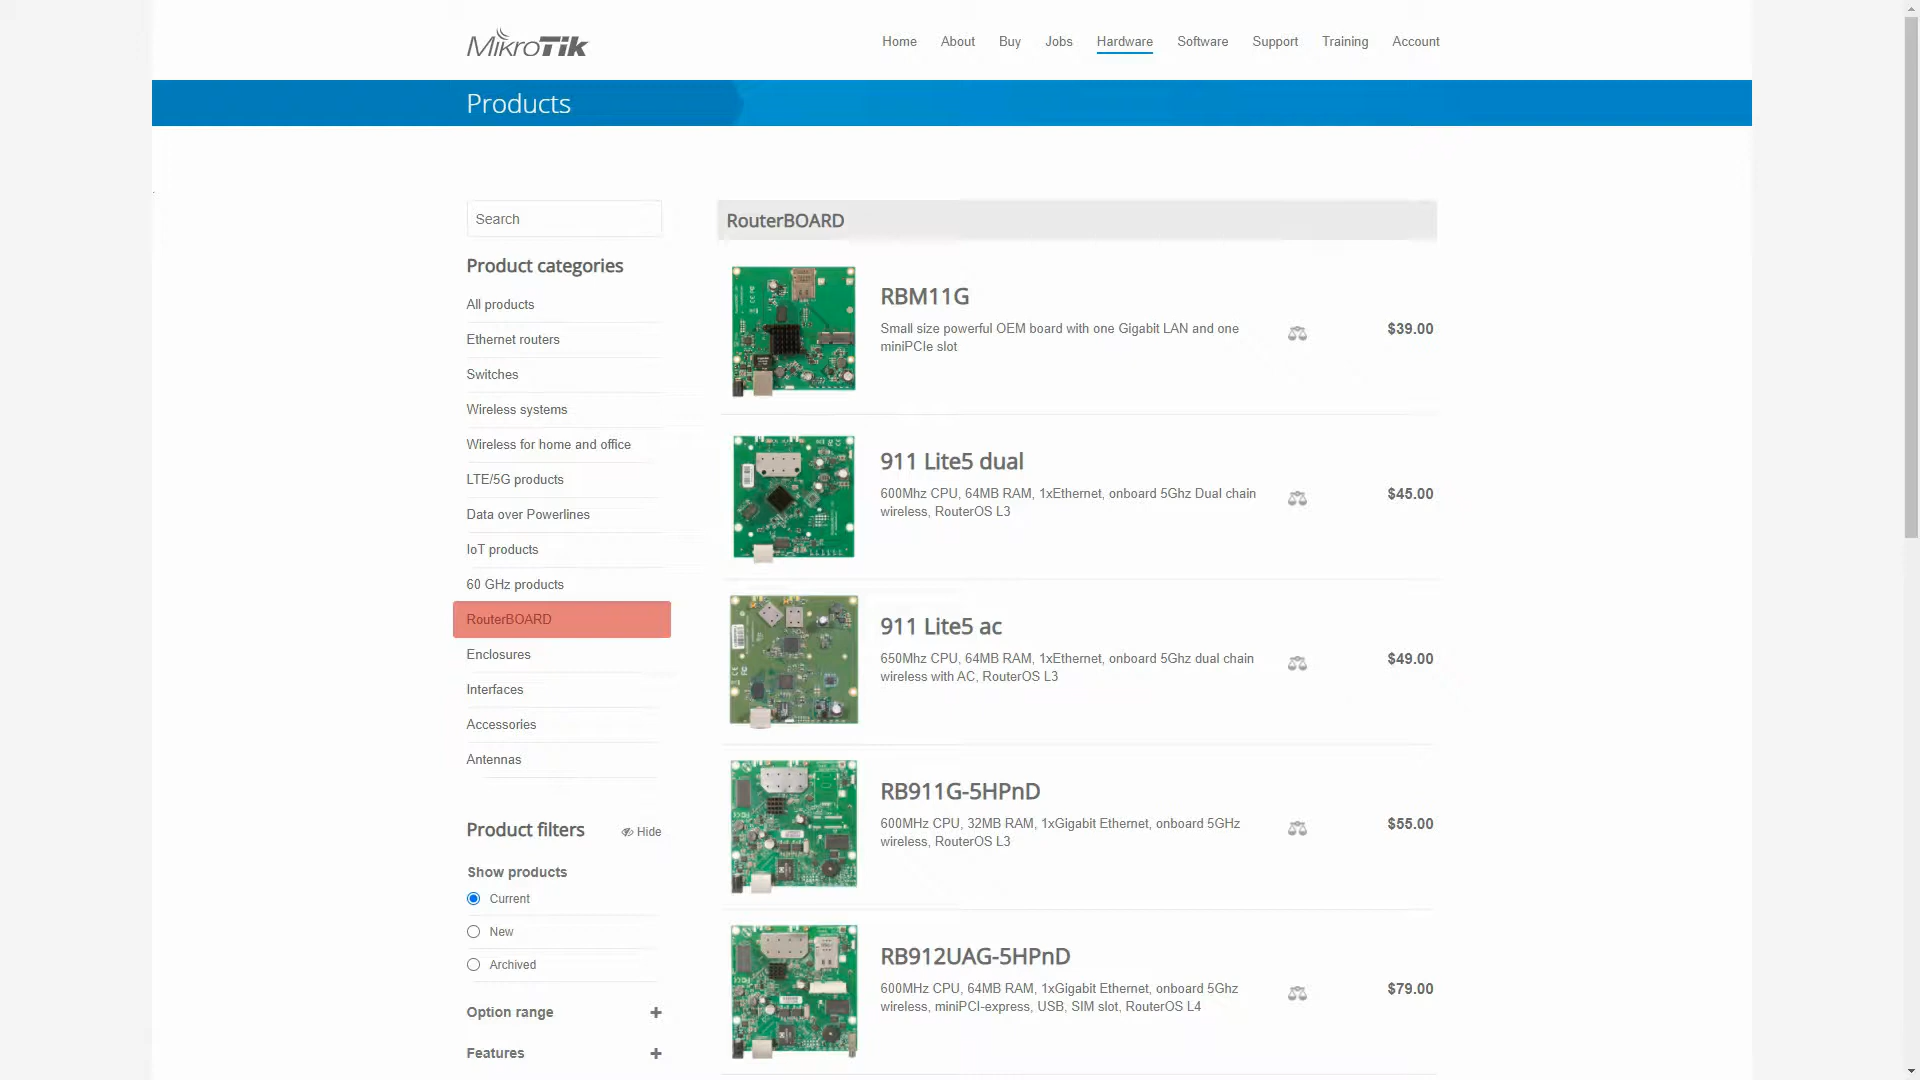 MikroTik
Home About Buy Jobs Hardware Software Support Training Account
Products
Search
Product categories
All products
Ethernet routers
Switches
Wireless systems
Wireless for home and office
LTE/5G products
Data over Powerlines
IoT products
60 GHz products
RouterBOARD
Enclosures
Interfaces
Accessories
Antennas
Product filters Hide
Show products
Current
New
Archived
Option range +
Features +
RouterBOARD
RBM11G
Small size powerful OEM board with one Gigabit LAN and one
miniPCIe slot
$39.00
911 Lite5 dual
600Mhz CPU, 64MB RAM, 1xEthernet, onboard 5Ghz Dual chain
wireless, RouterOS L3
$45.00
911 Lite5 ac
650Mhz CPU, 64MB RAM, 1xEthernet, onboard 5Ghz dual chain
wireless with AC, RouterOS L3
$49.00
RB911G-5HPnD
600MHz CPU, 32MB RAM, 1xGigabit Ethernet, onboard 5GHz
wireless, RouterOS L3
$55.00
RB912UAG-5HPnD
600MHz CPU, 64MB RAM, 1xGigabit Ethernet, onboard 5Ghz
wireless, miniPCI-express, USB, SIM slot, RouterOS L4
$79.00